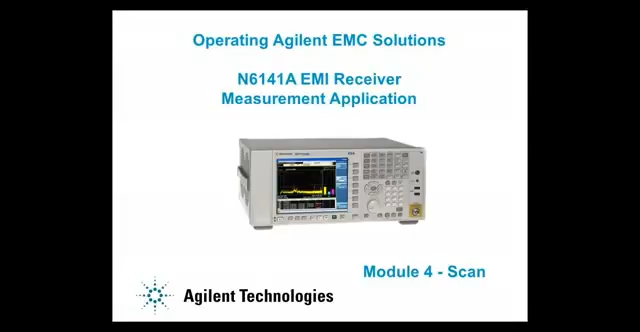 Operating Agilent EMC Solutions
N6141A EMI Receiver
Measurement Application
Module 4 - Scan
Agilent Technologies